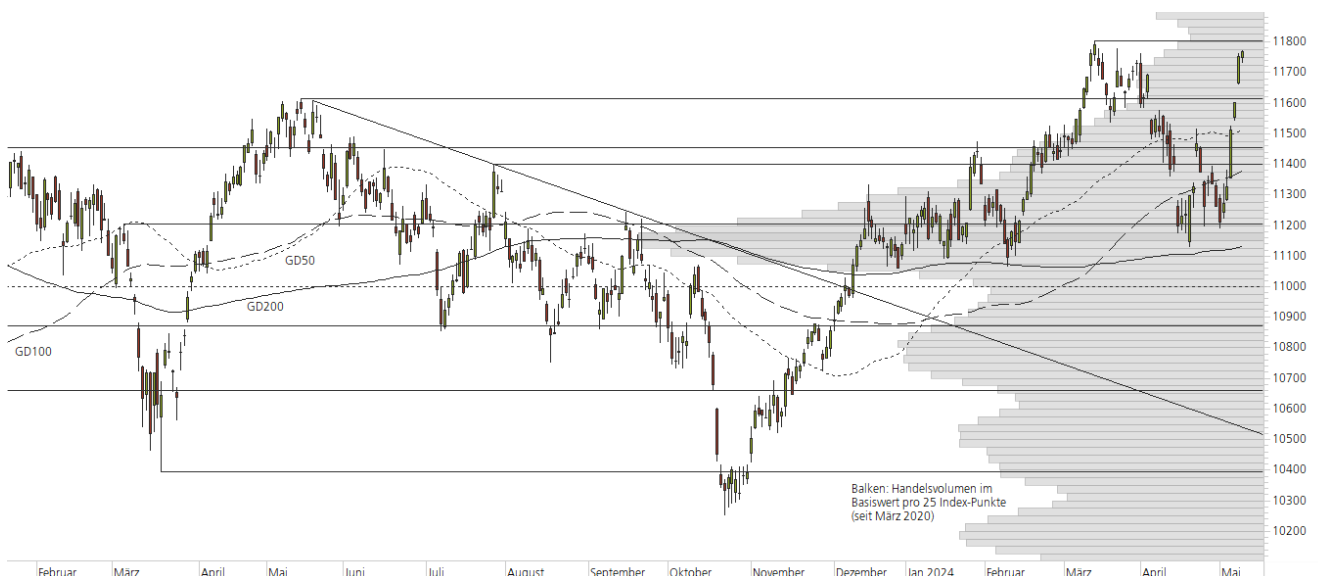 11800
11700
11600
11500
11400
11300
11200
11100
11000
10900
10800
10700
10600
10500
10400
10300
10200
GD50
GD200
GD100
Balken: Handelsvolumen im
Basiswert pro 25 Index-Punkte
(seit März 2020)
Februar März April Mai Juni Juli August September Oktober November Dezember Jan 2024 Februar März April Mai